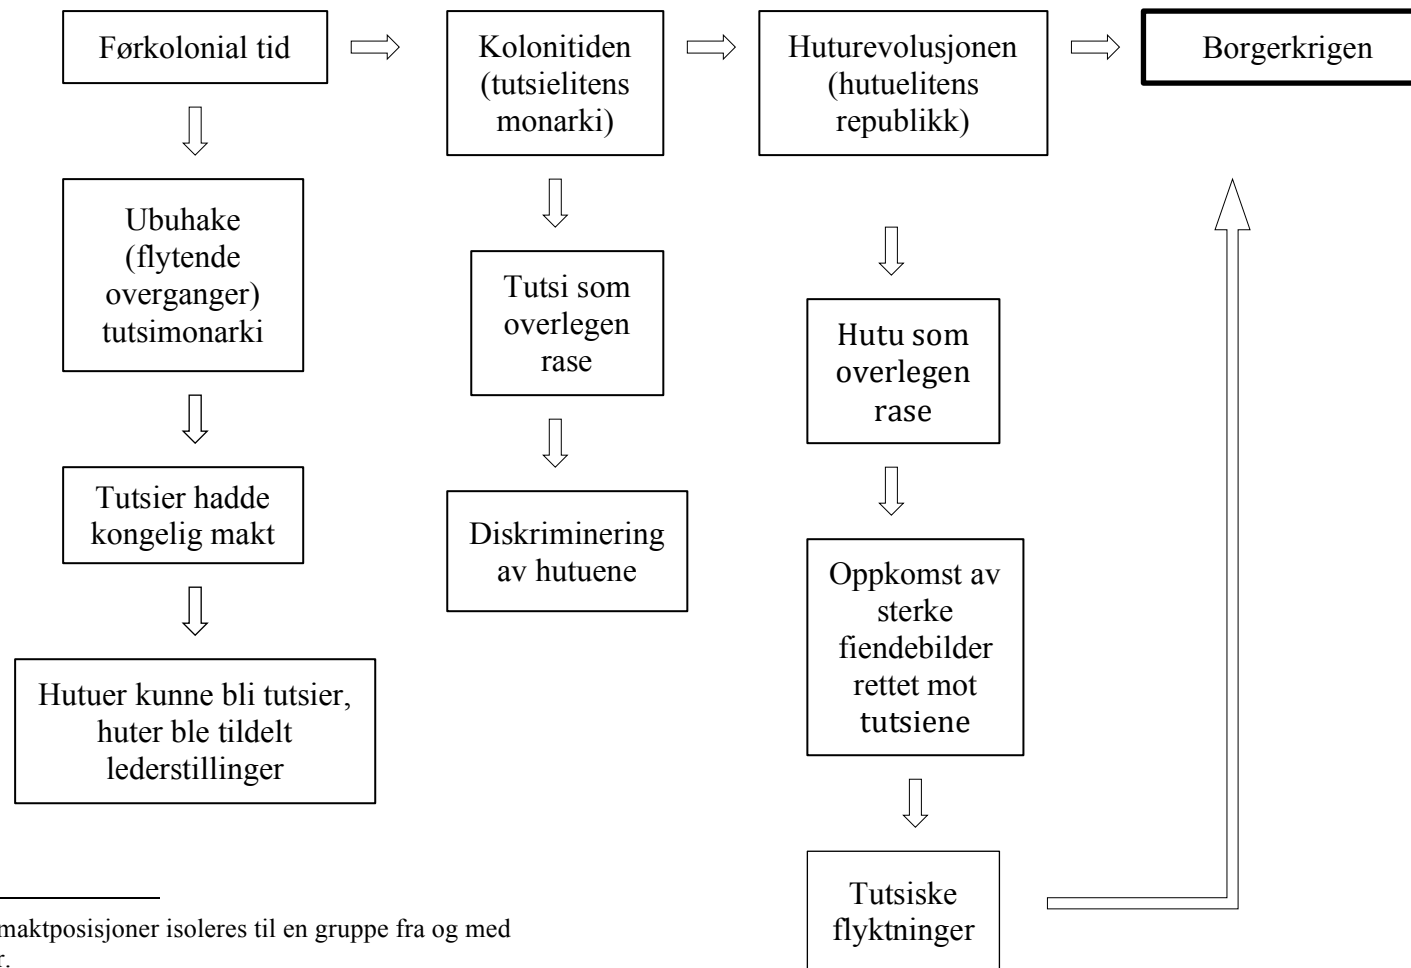 Førkolonial tid
Kolonitiden
(tutsielitens
monarki)
Huturevolusjonen
(hutuelitens
republikk)
Borgerkrigen
Ubuhake
(flytende
overganger)
tutsimonarki
Tutsier hadde
kongelig makt
Hutuer kunne bli tutsier,
huter ble tildelt
lederstillinger
Tutsi som
overlegen
rase
Diskriminering
av hutuene
Hutu som
overlegen
rase
Oppkomst av
sterke
fiendebilder
rettet mot
tutsiene
Tutsiske
flyktninger
maktposisjoner isoleres til en gruppe fra og med